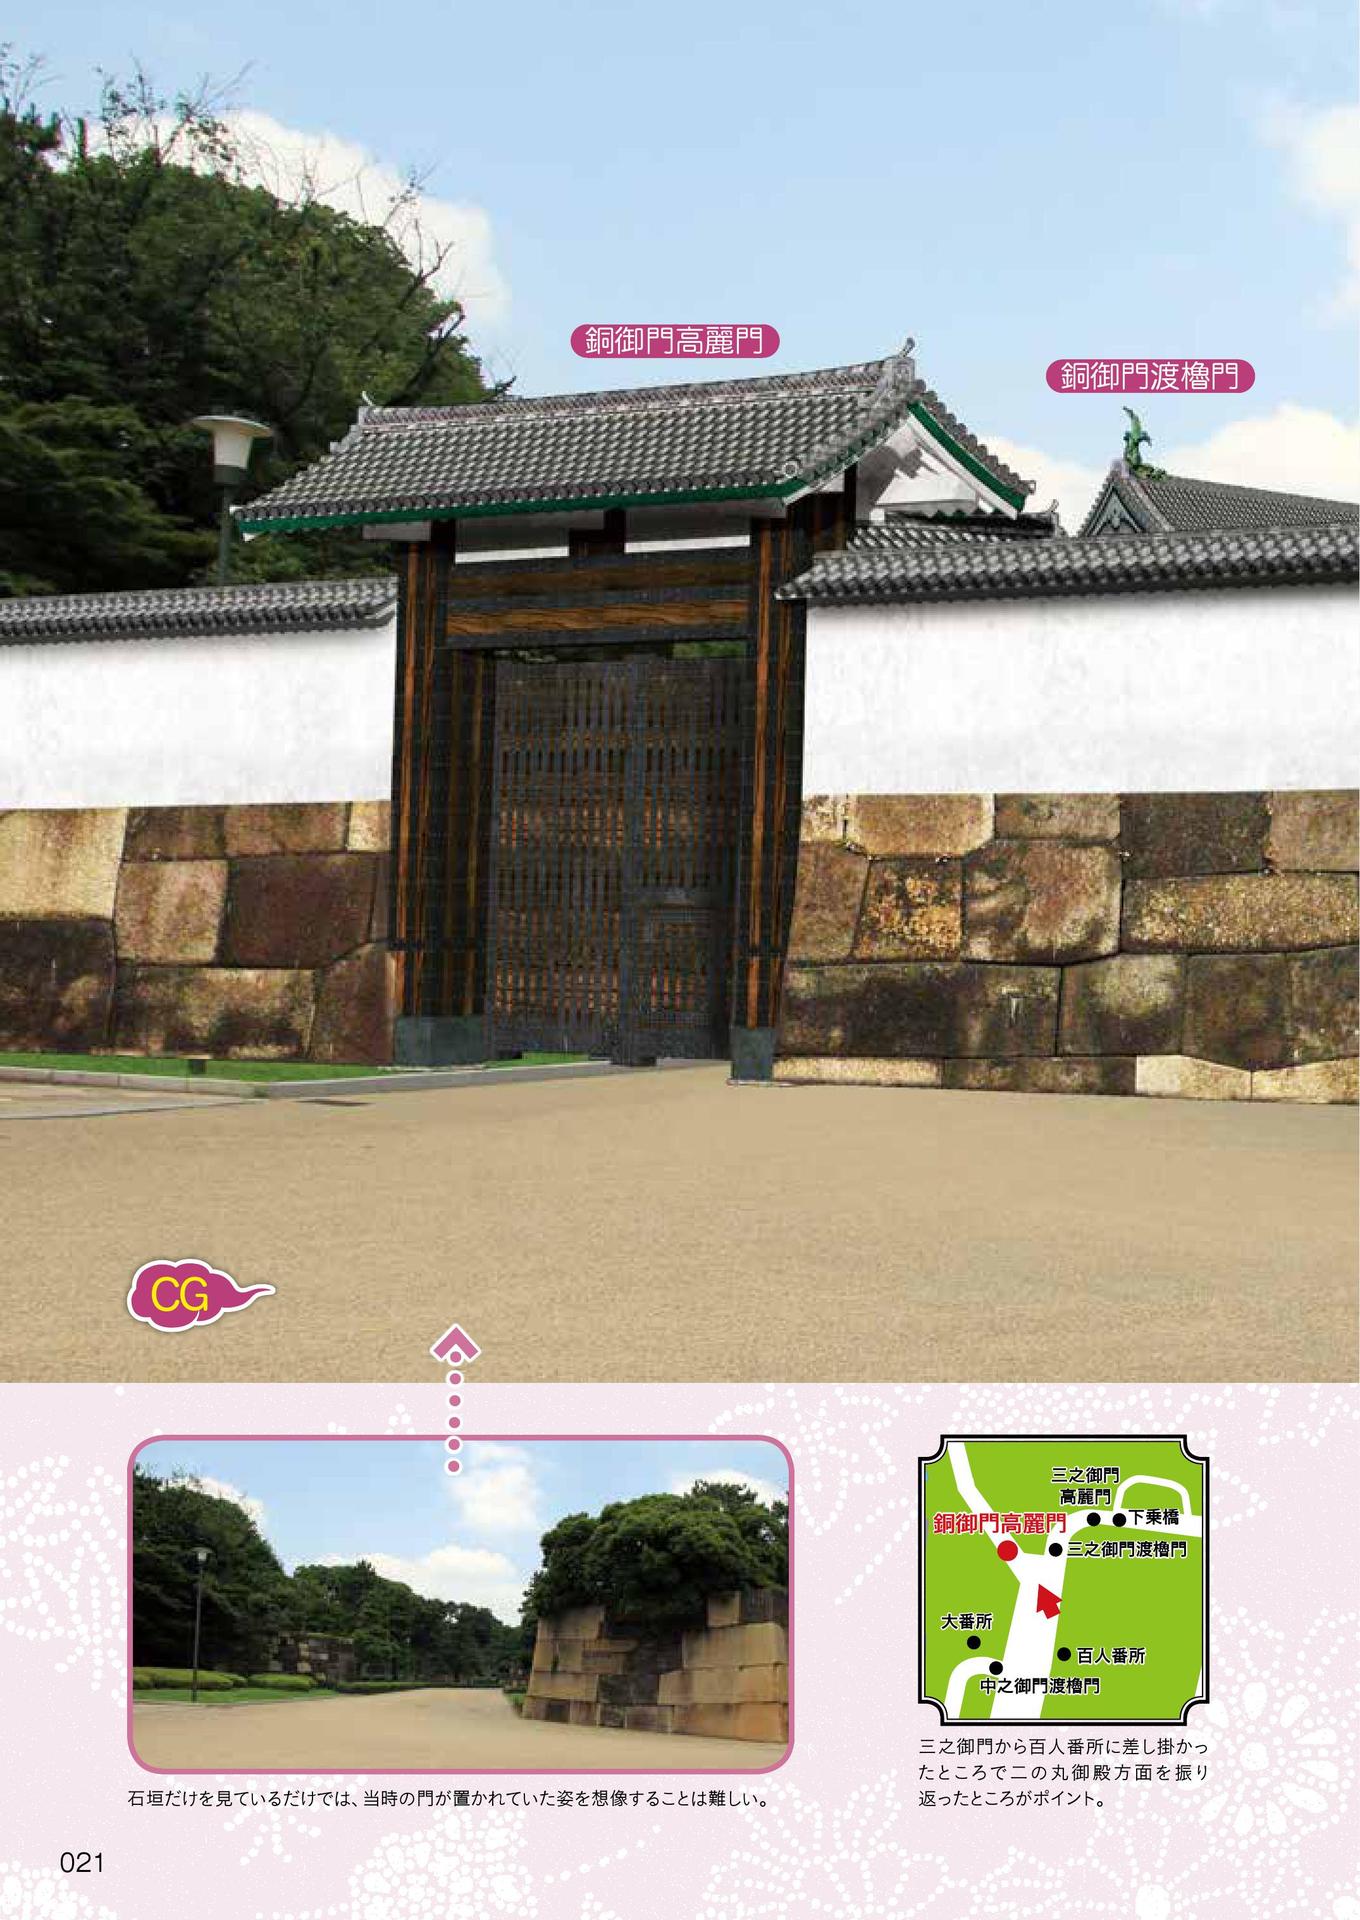 銅御門高麗門
銅御門渡櫓門
CG
三之御門
高麗門
下乗橋
銅御門高麗門
三之御門渡櫓門
大番所
百人番所
中之御門渡櫓門
石垣だけを見ているだけでは、当時の門が置かれていた姿を想像することは難しい。
三之御門から百人番所に差し掛かっ
たところで二の丸御殿方面を振り
返ったところがポイント。
021